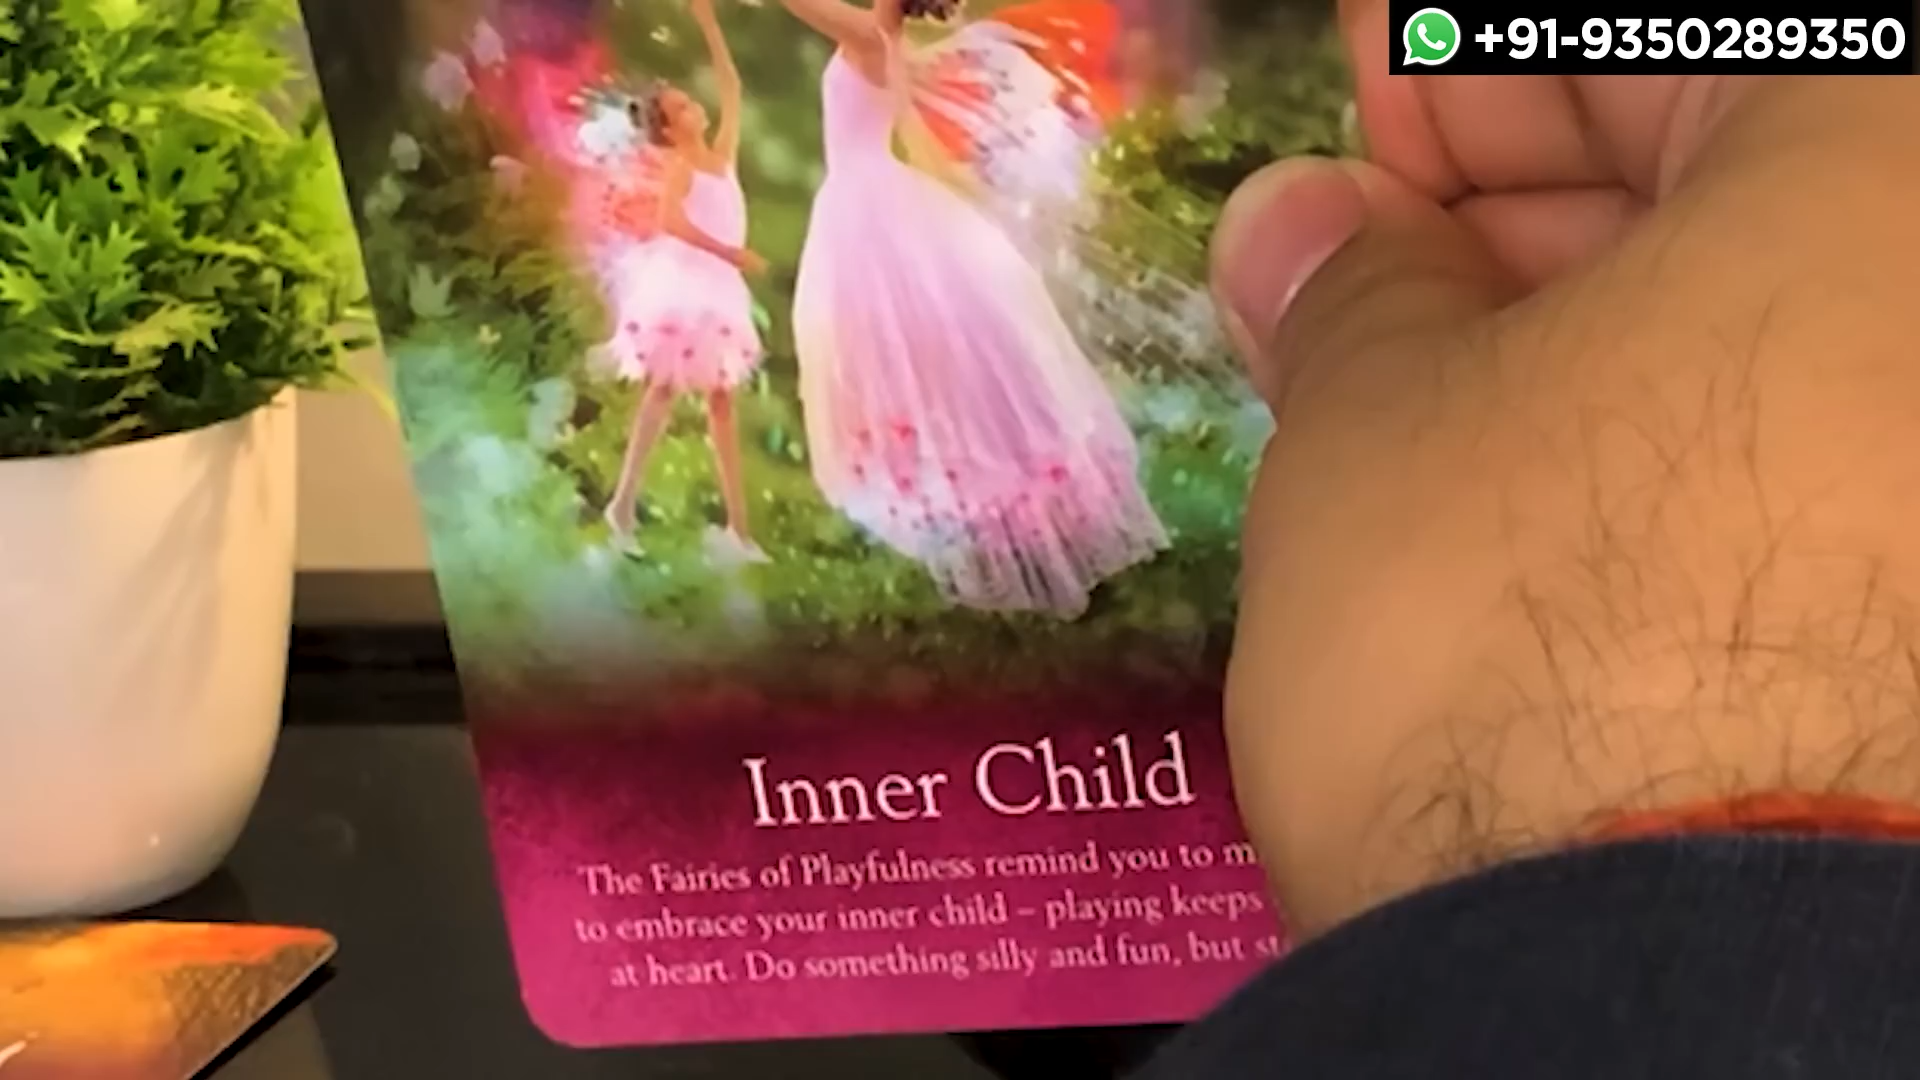 +91-9350289350
Inner Child
The Fairies of Playfulness remind you to
to embrace your inner child – playing keeps
at heart. Do something silly and fun, but